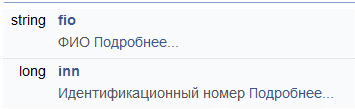 string fio
ФИО Подробнее...
long inn
Идентификационный номер Подробнее...